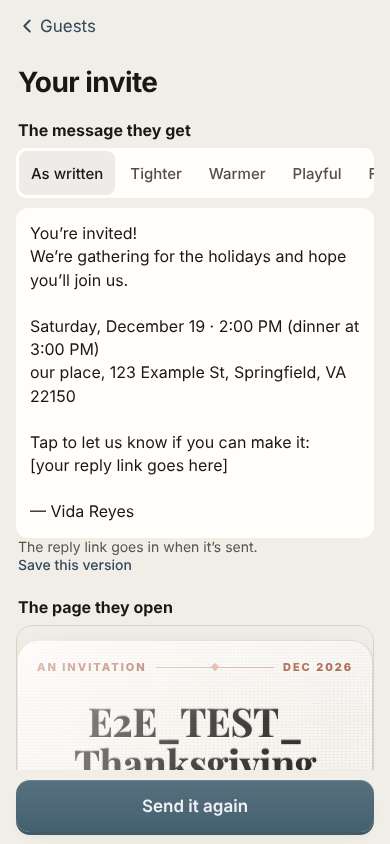 Guests
Your invite
The message they get
As written
Tighter
Warmer
Playful
You’re invited!
We’re gathering for the holidays and hope
you’ll join us.
Saturday, December 19 · 2:00 PM (dinner at
3:00 PM)
our place, 123 Example St, Springfield, VA
22150
Tap to let us know if you can make it:
[your reply link goes here]
— Vida Reyes
The reply link goes in when it’s sent.
Save this version
The page they open
AN INVITATION
DEC 2026
E2E_TEST_
Thanksgiving
Send it again